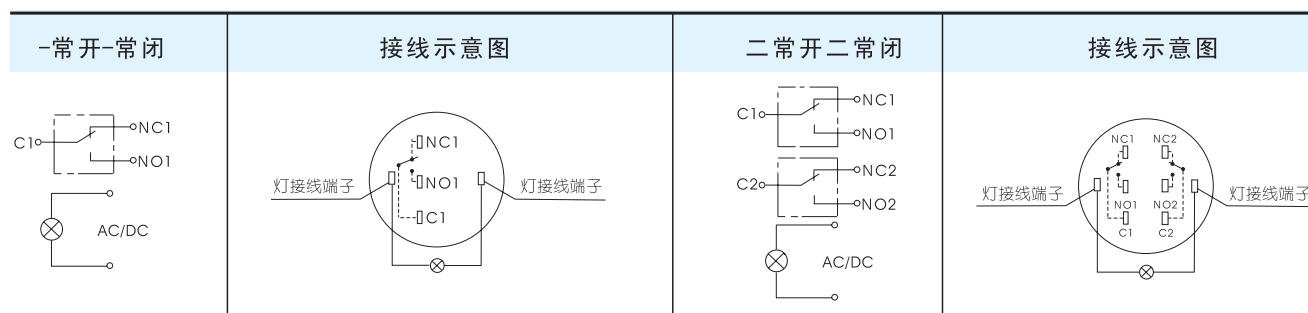 -常开-常闭
接线示意图
二常开二常闭
接线示意图
C1
NC1
NO1
AC/DC
NC1
NO1
C1
灯接线端子
灯接线端子
C1
NC1
NO1
C2
NC2
NO2
AC/DC
NC1
NC2
NO1
NO2
C1
C2
灯接线端子
灯接线端子